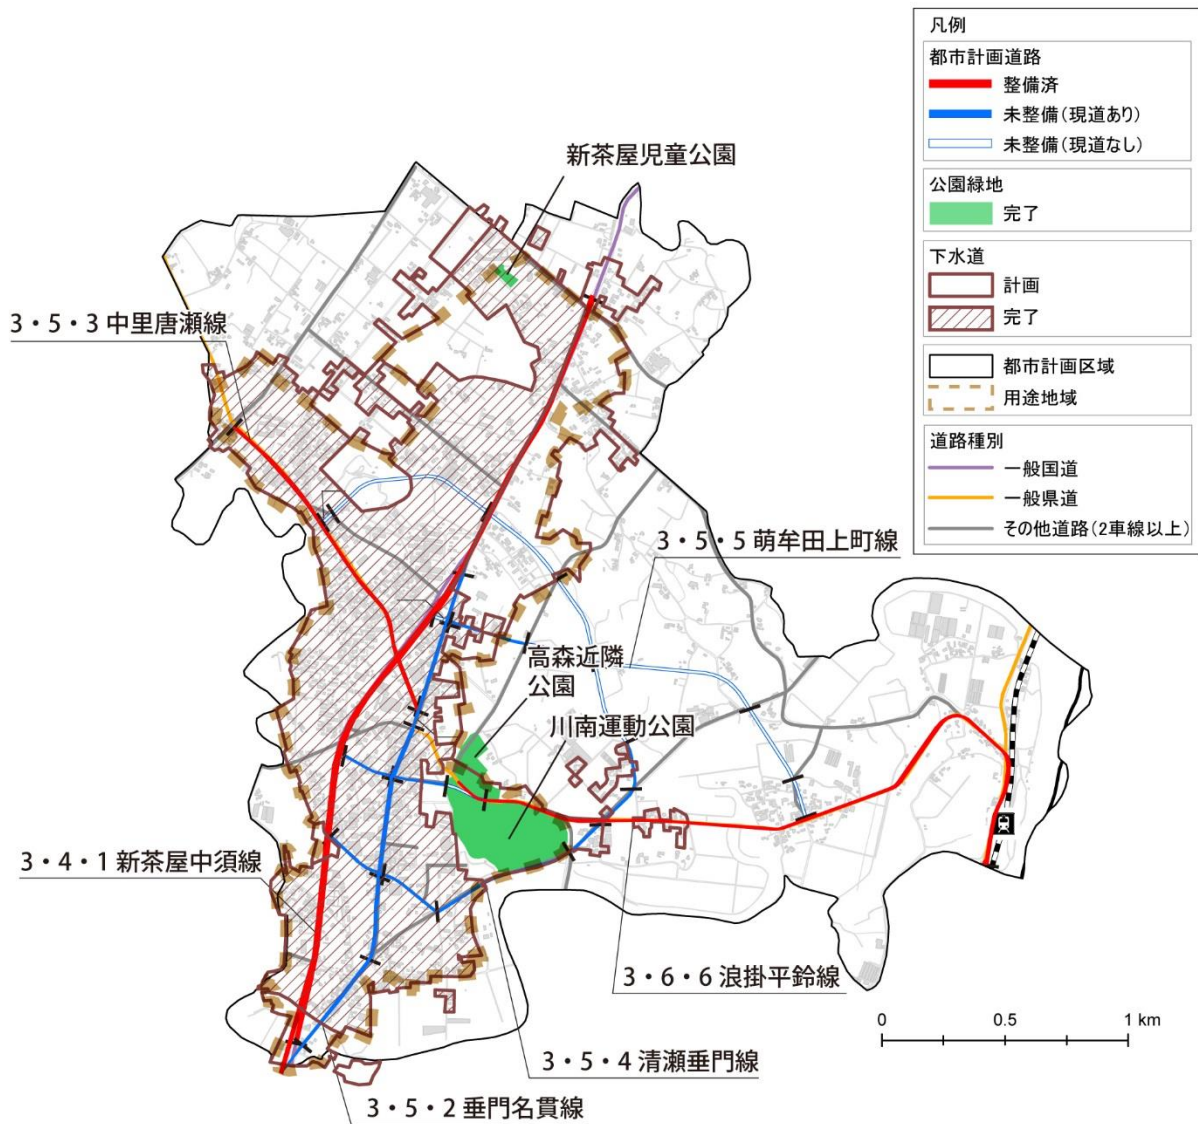 凡例
都市計画道路
整備済
未整備(現道あり)
未整備(現道なし)
公園緑地
完了
下水道
計画
完了
都市計画区域
用途地域
道路種別
一般国道
一般県道
その他道路(2車線以上)
新茶屋児童公園
3・5・3 中里唐瀬線
3・5・5 萌牟田上町線
高森近隣
公園
川南運動公園
3・4・1 新茶屋中須線
3・6・6 浪掛平鈴線
3・5・4 清瀬垂門線
3・5・2 垂門名貫線
0 0.5 1 km